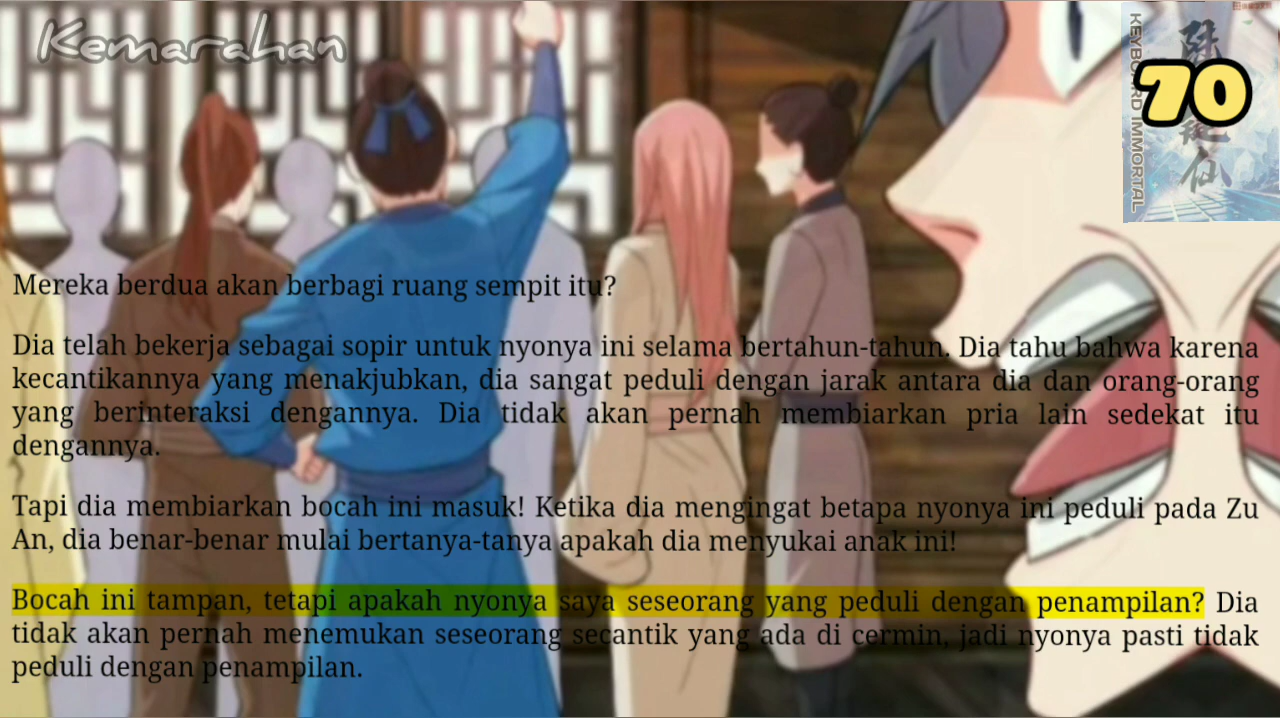 Kemarahan
70
KEYBOARD IMMORTAL
Mereka berdua akan berbagi ruang sempit itu?
Dia telah bekerja sebagai sopir untuk nyonya ini selama bertahun-tahun. Dia tahu bahwa karena
kecantikannya yang menakjubkan, dia sangat peduli dengan jarak antara dia dan orang-orang
yang berinteraksi dengannya. Dia tidak akan pernah membiarkan pria lain sedekat itu
dengannya.
Tapi dia membiarkan bocah ini masuk! Ketika dia mengingat betapa nyonya ini peduli pada Zu
An, dia benar-benar mulai bertanya-tanya apakah dia menyukai anak ini!
Bocah ini tampan, tetapi apakah nyonya saya seseorang yang peduli dengan penampilan? Dia
tidak akan pernah menemukan seseorang secantik yang ada di cermin, jadi nyonya pasti tidak
peduli dengan penampilan.